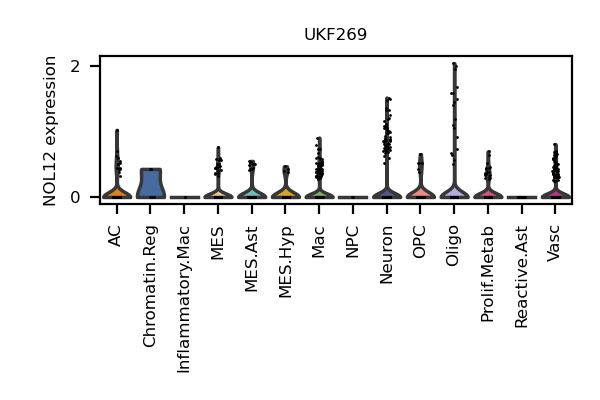 UKF269
NOL12 expression
2
0
AC
Chromatin.Reg
Inflammatory.Mac
MES
MES.Ast
MES.Hyp
Mac
NPC
Neuron
OPC
Oligo
Prolif.Metab
Reactive.Ast
Vasc